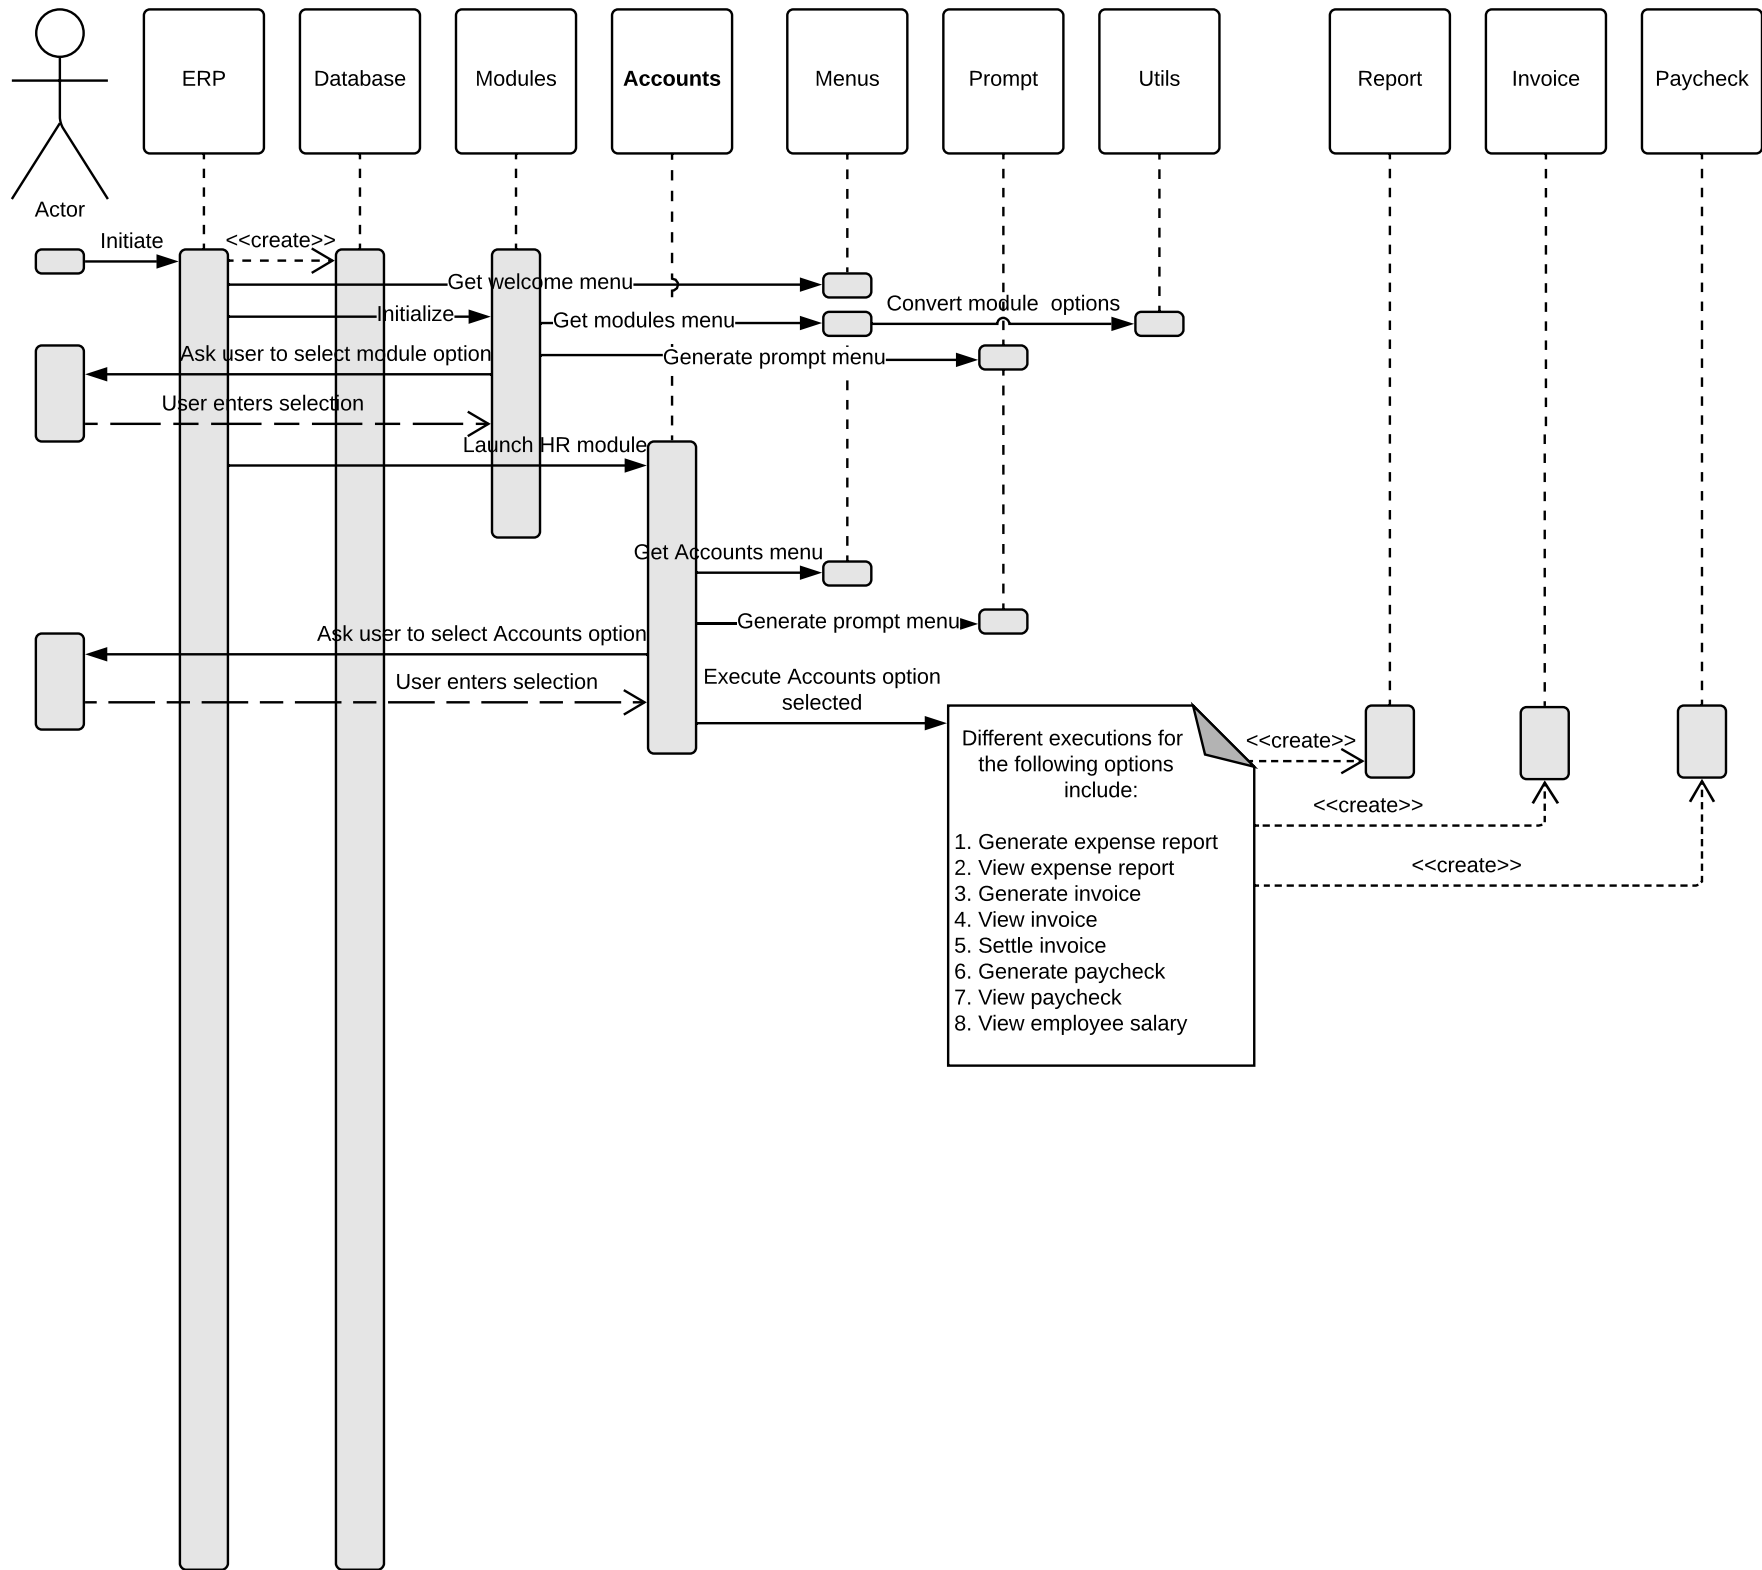 ERP
Database
Modules
Accounts
Menus
Prompt
Utils
Report
Invoice
Paycheck
Actor
Initiate
<<create>>
Get welcome menu
Initialize
Get modules menu
Convert module options
Ask user to select module option
Generate prompt menu
User enters selection
Launch HR module
Get Accounts menu
Generate prompt menu
Ask user to select Accounts option
User enters selection
Execute Accounts option
selected
Different executions for
the following options
include:
1. Generate expense report
2. View expense report
3. Generate invoice
4. View invoice
5. Settle invoice
6. Generate paycheck
7. View paycheck
8. View employee salary
<<create>>
<<create>>
<<create>>